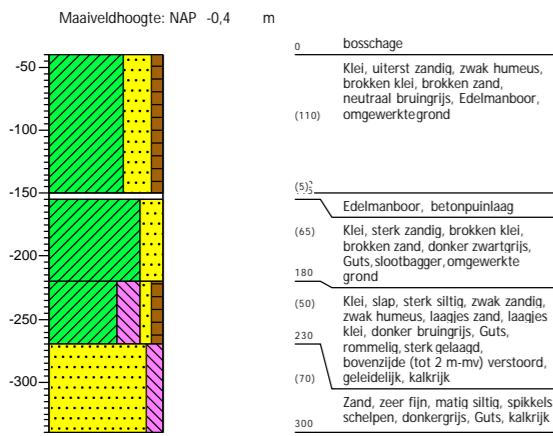 Maaiveldhoogte: NAP -0,4 m
0 bosschage
-50
Klei, uiterst zandig, zwak humeus,
brokken klei, brokken zand,
neutraal bruingrijs, Edelmanboor,
-100
(110) omgewerktegrond
-150
(5)
Edelmanboor, betonpuinlaag
(65) Klei, sterk zandig, brokken klei,
brokken zand, donker zwartgrijs,
-200
Guts, slootbagger, omgewerkte
180 grond
(50) Klei, slap, sterk siltig, zwak zandig,
-250
zwak humeus, laagjes zand, laagjes
230 klei, donker bruingrijs, Guts,
rommelig, sterk gelaagd,
bovenzijde (tot 2 m-mv) verstoord,
-300
(70) geleidelijk, kalkrijk
Zand, zeer fijn, matig siltig, spikkels
300 schelpen, donkergrijs, Guts, kalkrijk